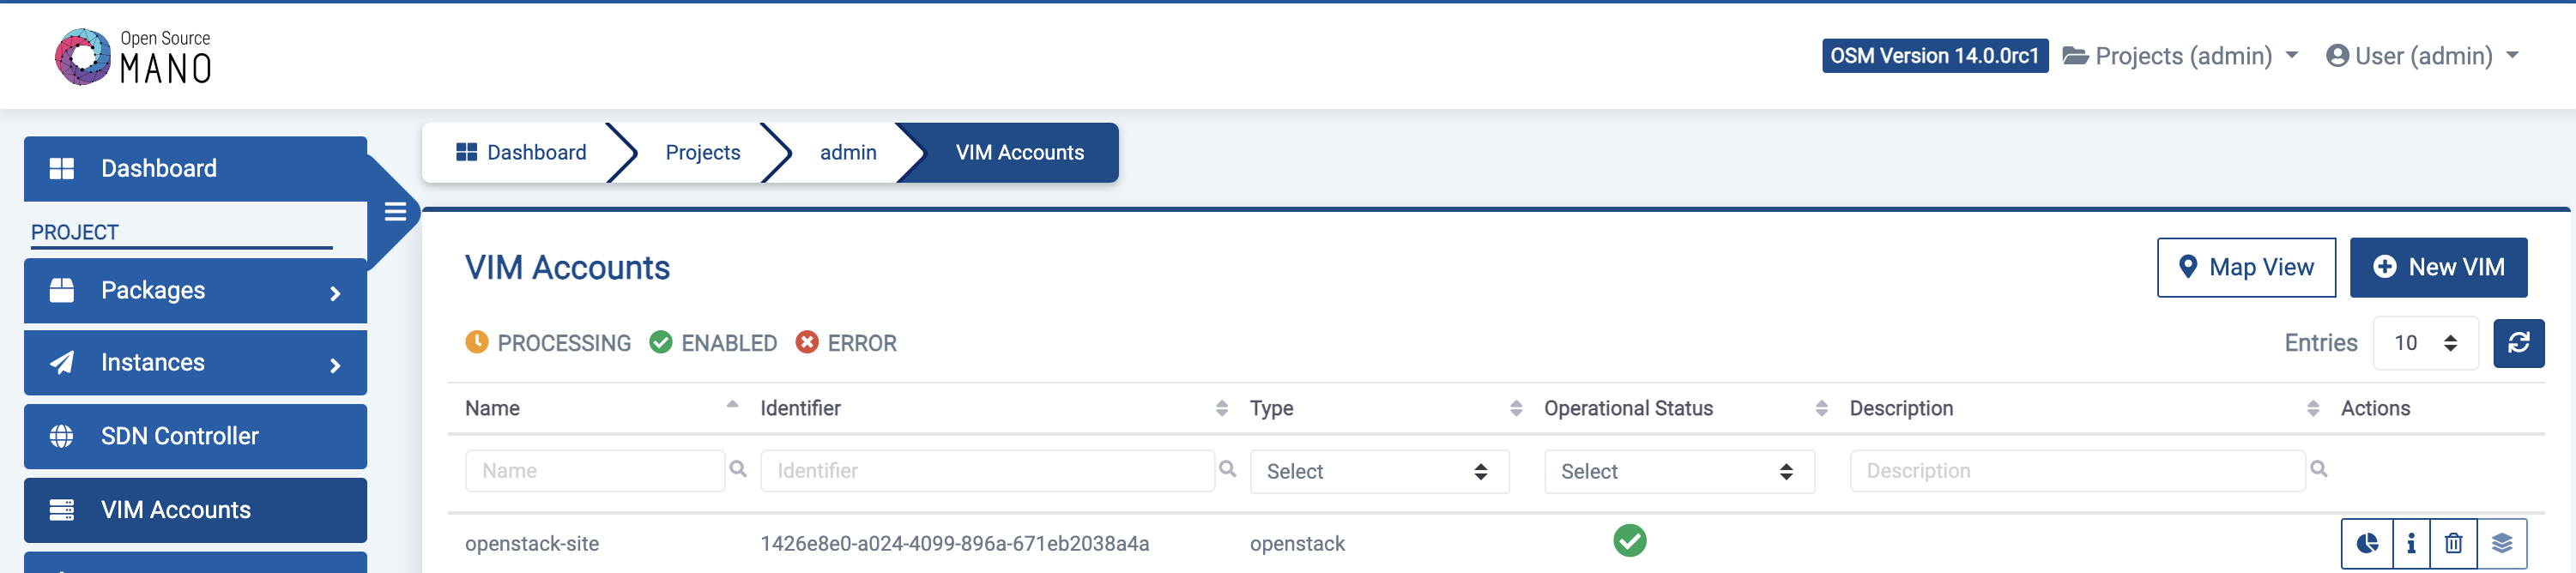 Open Source
MANO
OSM Version 14.0.0rc1
Projects (admin)
User (admin)
Dashboard
PROJECT
Packages
Instances
SDN Controller
VIM Accounts
Dashboard
Projects
admin
VIM Accounts
VIM Accounts
Map View
New VIM
PROCESSING
ENABLED
ERROR
Entries
10
Name
Identifier
Type
Operational Status
Description
Actions
Name
Identifier
Select
Select
Description
openstack-site
1426e8e0-a024-4099-896a-671eb2038a4a
openstack